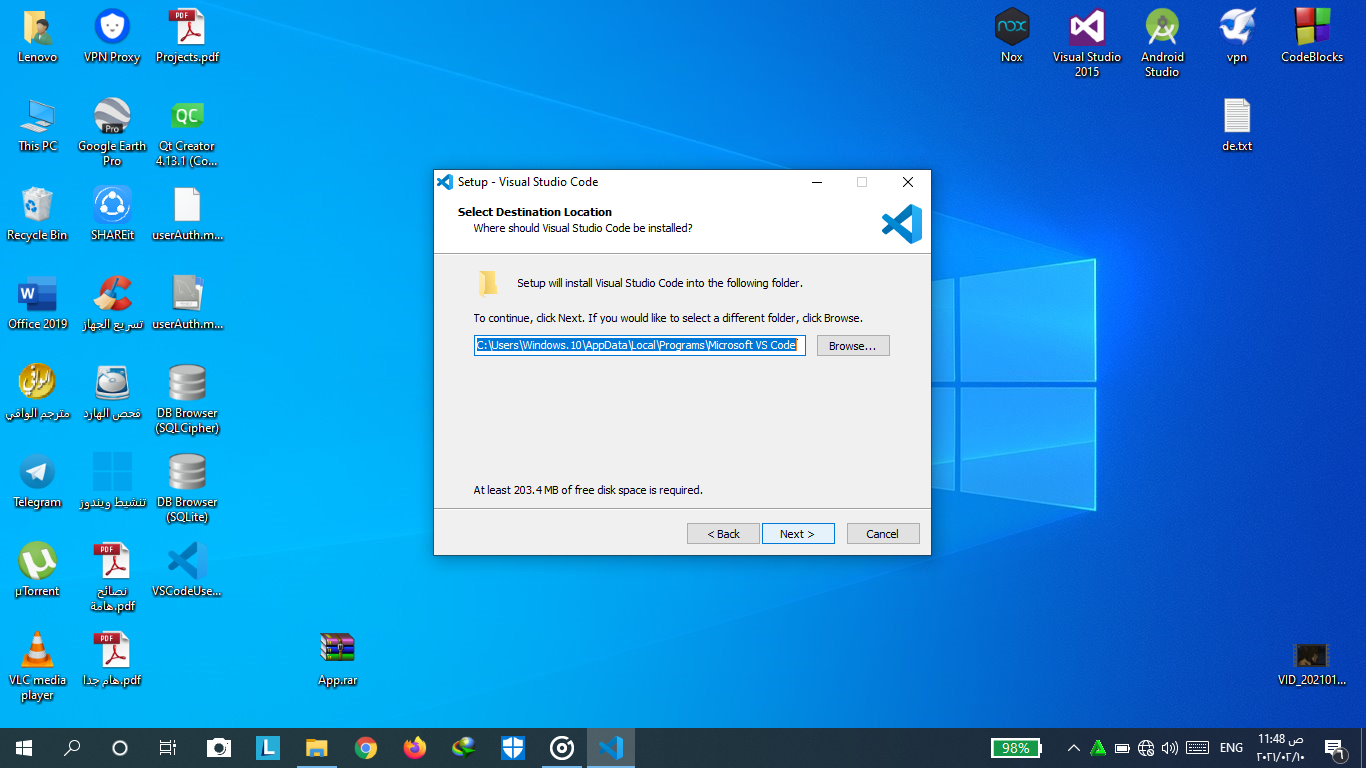 Lenovo
VPN Proxy
Projects.pdf
Nox
Visual Studio
2015
Android
Studio
vpn
CodeBlocks
This PC
Google Earth
Pro
Qt Creator
4.13.1 (Co...
de.txt
Recycle Bin
SHAREit
userAuth.m...
Office 2019
تسريع الجهاز
userAuth.m...
مترجم الوافي
فحص الهارد
DB Browser
(SQLCipher)
Telegram
تنشيط ويندوز
DB Browser
(SQLite)
µTorrent
نصائح
هامة.pdf
VSCodeUse...
VLC media
player
هام جدا.pdf
App.rar
VID_202101...
Setup - Visual Studio Code
Select Destination Location
Where should Visual Studio Code be installed?
Setup will install Visual Studio Code into the following folder.
To continue, click Next. If you would like to select a different folder, click Browse.
C:\Users\Windows.10\AppData\Local\Programs\Microsoft VS Code
Browse...
At least 203.4 MB of free disk space is required.
< Back
Next >
Cancel
98%
ENG
11:48 ص
٢٠٢١/٠٢/١٠
٦